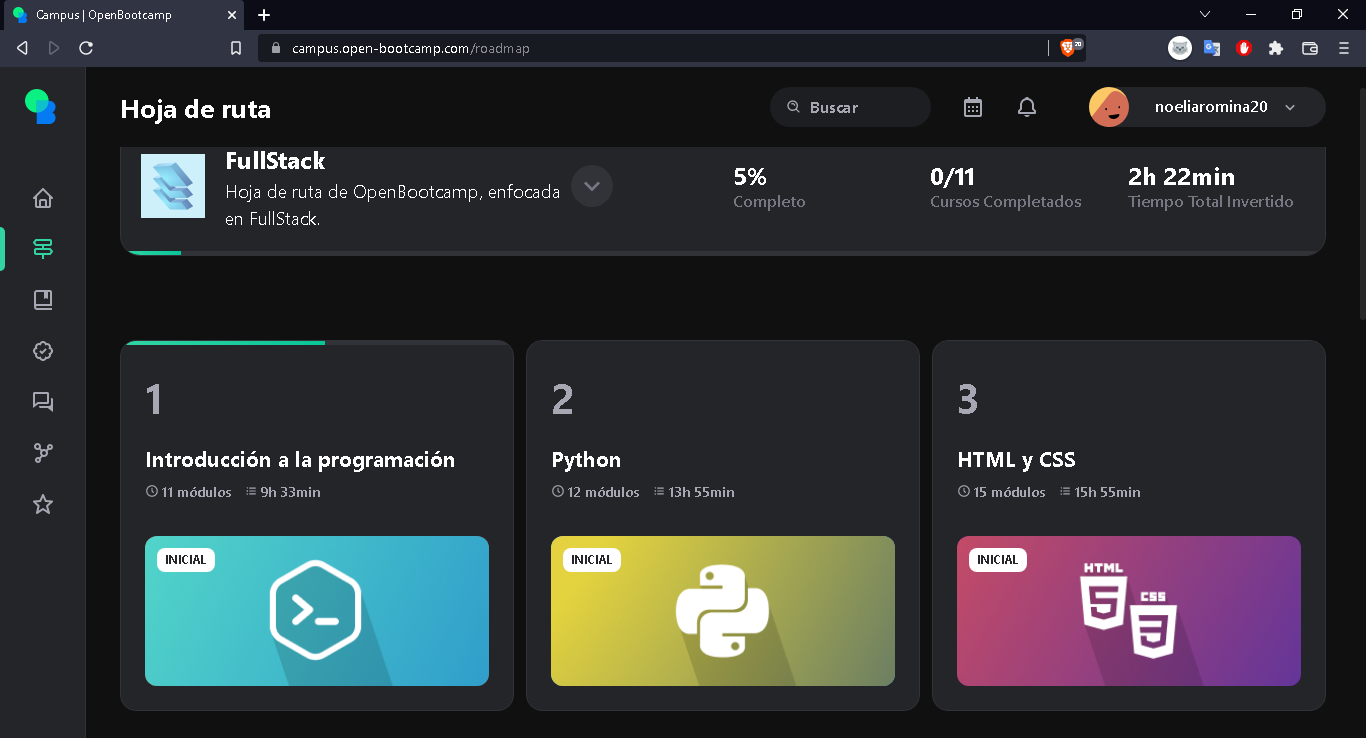 Campus | OpenBootcamp
campus.open-bootcamp.com/roadmap
20
Hoja de ruta
Buscar
noeliaromina20
FullStack
Hoja de ruta de OpenBootcamp, enfocada
en FullStack.
5%
Completo
0/11
Cursos Completados
2h 22min
Tiempo Total Invertido
1
Introducción a la programación
11 módulos 9h 33min
INICIAL
2
Python
12 módulos 13h 55min
INICIAL
3
HTML y CSS
15 módulos 15h 55min
INICIAL
HTML
5
CSS
3